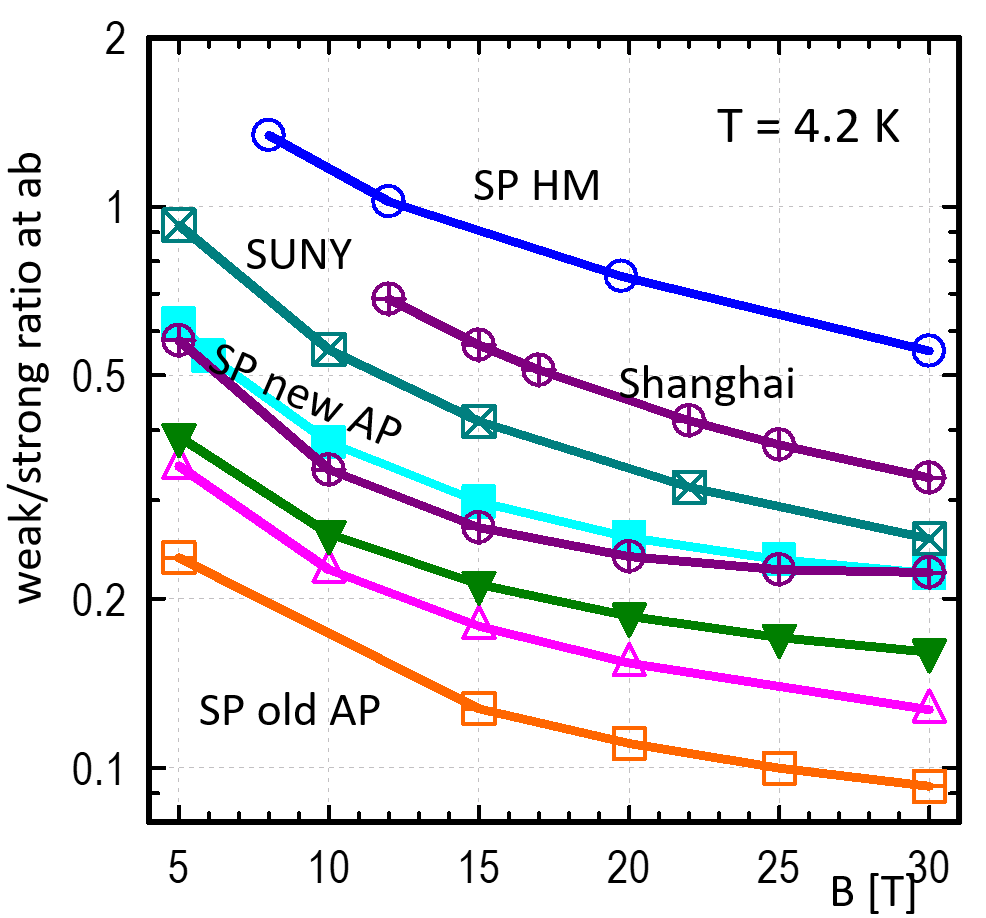 2
T = 4.2 K
SP HM
1
SUNY
weak/strong ratio at ab
0.5
Shanghai
SP new AP
0.2
SP old AP
0.1
5 10 15 20 25 30
B [T]